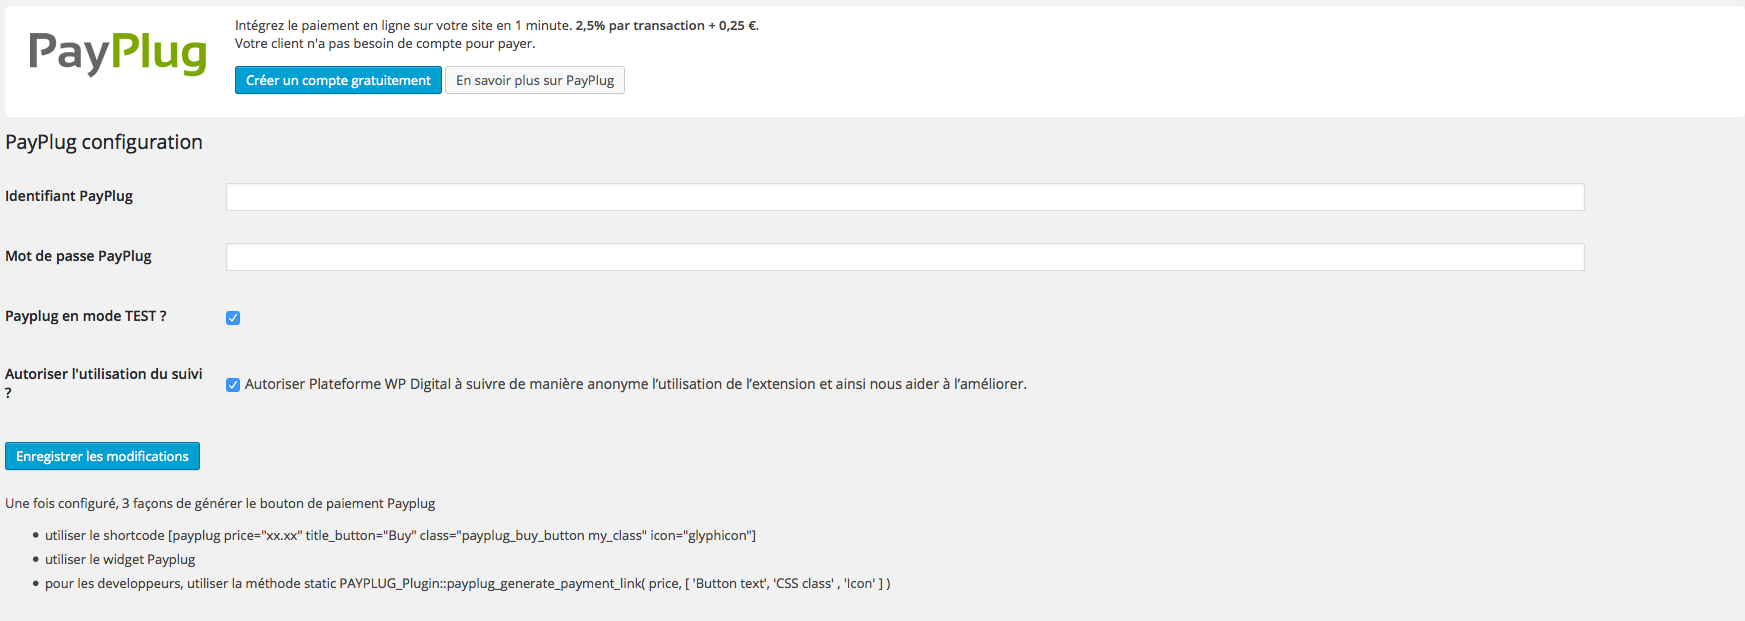 PayPlug
Intégrez le paiement en ligne sur votre site en 1 minute. 2,5% par transaction + 0,25 €.
Votre client n'a pas besoin de compte pour payer.
Créer un compte gratuitement
En savoir plus sur PayPlug
PayPlug configuration
Identifiant PayPlug
Mot de passe PayPlug
Payplug en mode TEST ?
Autoriser l'utilisation du suivi
?
Autoriser Plateforme WP Digital à suivre de manière anonyme l’utilisation de l’extension et ainsi nous aider à l’améliorer.
Enregistrer les modifications
Une fois configuré, 3 façons de générer le bouton de paiement Payplug
• utiliser le shortcode [payplug price="xx.xx" title_button="Buy" class="payplug_buy_button my_class" icon="glyphicon"]
• utiliser le widget Payplug
• pour les developpeurs, utiliser la méthode static PAYPLUG_Plugin::payplug_generate_payment_link( price, [ 'Button text', 'CSS class' , 'Icon' ] )